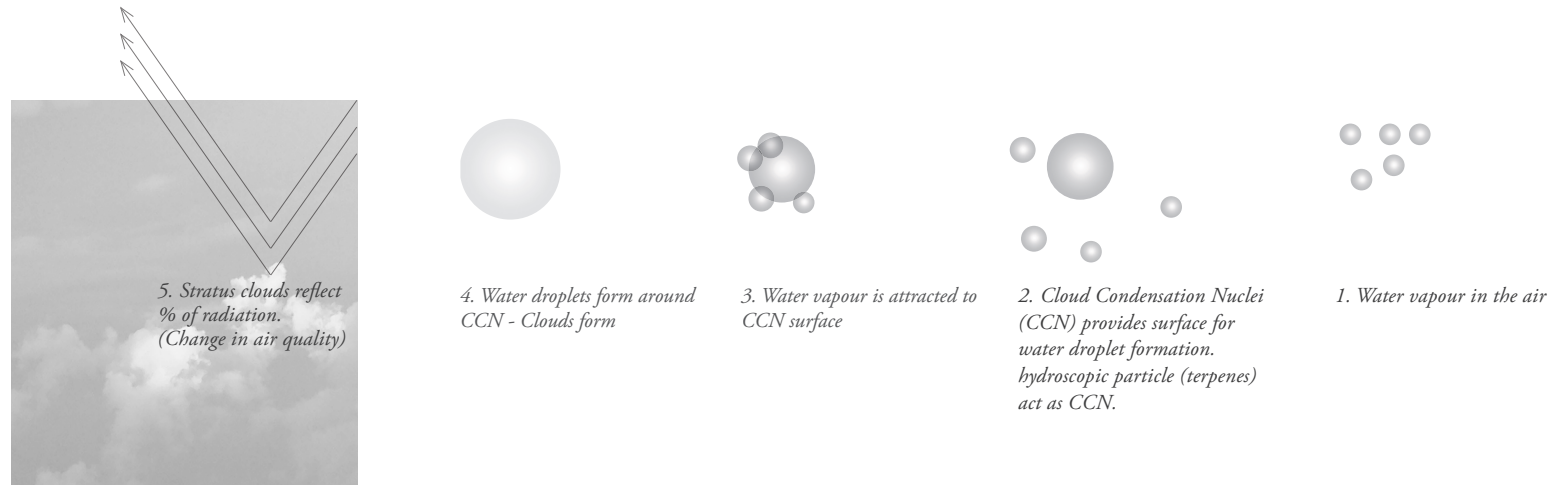 5. Stratus clouds reflect
% of radiation.
(Change in air quality)
4. Water droplets form around
CCN - Clouds form
3. Water vapour is attracted to
CCN surface
2. Cloud Condensation Nuclei
(CCN) provides surface for
water droplet formation.
hydroscopic particle (terpenes)
act as CCN.
1. Water vapour in the air